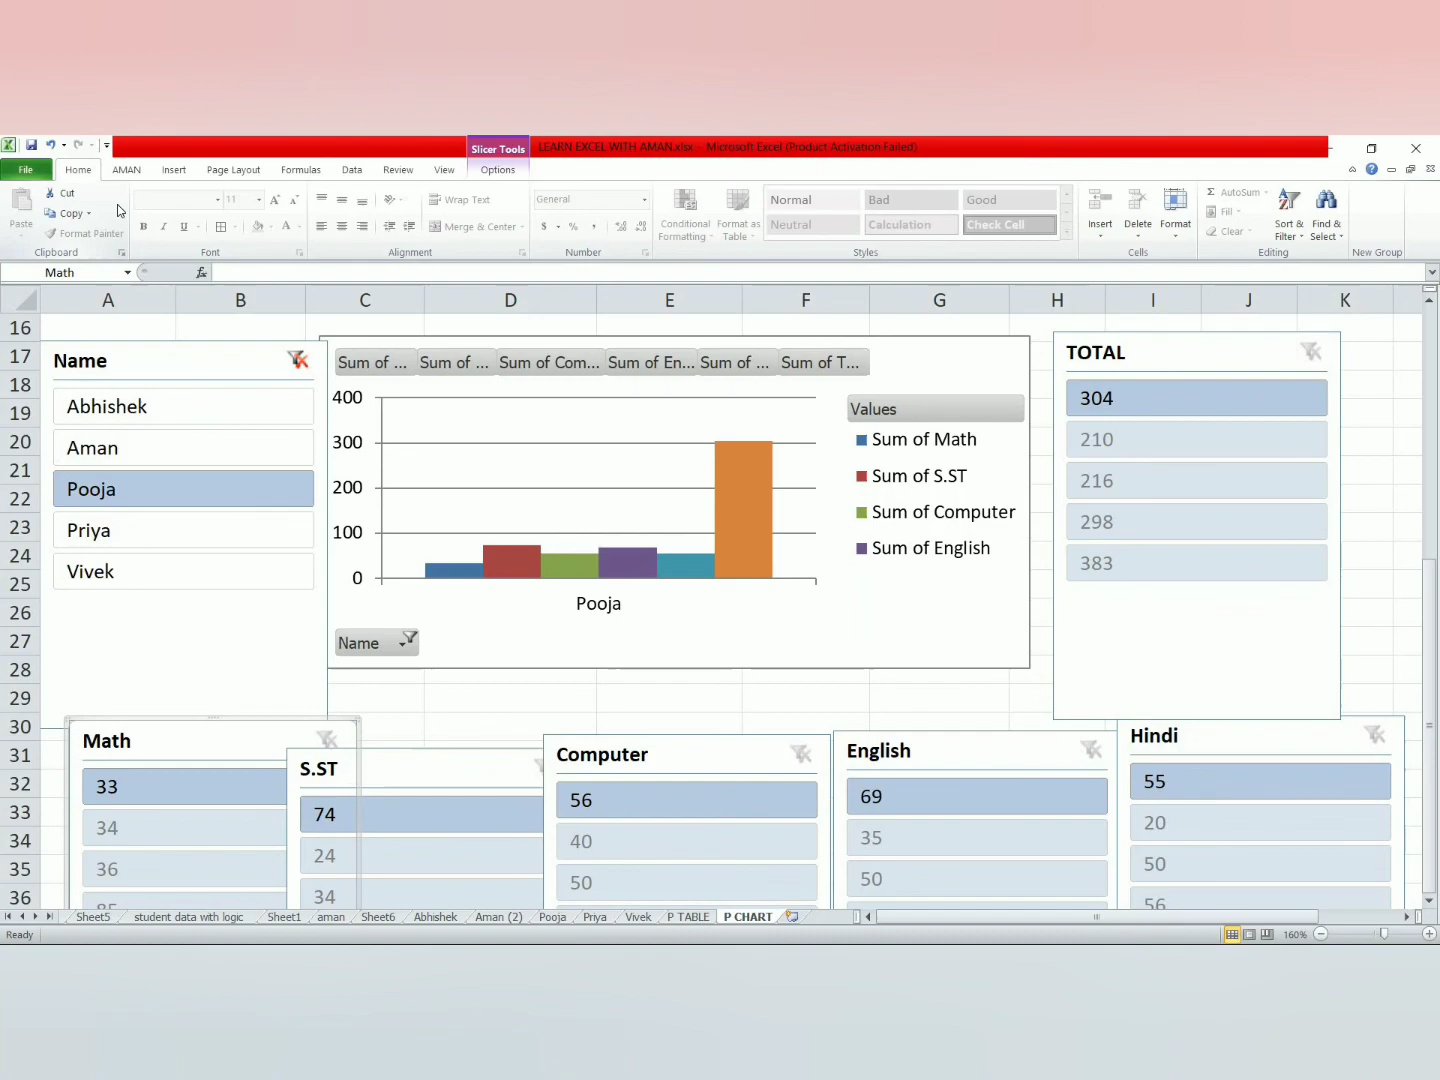 Slicer Tools
LEARN EXCEL WITH AMAN.xlsx - Microsoft Excel (Product Activation Failed)
File Home AMAN Insert Page Layout Formulas Data Review View Options
Paste
Cut
Copy
Format Painter
Clipboard
11
B I U A
Font
Wrap Text
Merge & Center
Alignment
General
$ % ,
Number
Conditional Formatting
Format as Table
Normal Bad Good
Neutral Calculation Check Cell
Styles
Insert Delete Format
Cells
AutoSum
Fill
Clear
Sort & Filter
Find & Select
Editing
New Group
Math
fx
A B C D E F G H I J K
16
17
18
19
20
21
22
23
24
25
26
27
28
29
30
31
32
33
34
35
36
Name
Abhishek
Aman
Pooja
Priya
Vivek
Sum of ... Sum of ... Sum of Com... Sum of En... Sum of ... Sum of T...
400
300
200
100
0
Pooja
Name
Values
Sum of Math
Sum of S.ST
Sum of Computer
Sum of English
TOTAL
304
210
216
298
383
Math
33
34
36
85
S.ST
74
24
34
Computer
56
40
50
English
69
35
50
Hindi
55
20
50
56
Sheet5 student data with logic Sheet1 aman Sheet6 Abhishek Aman (2) Pooja Priya Vivek P TABLE P CHART
Ready
160%